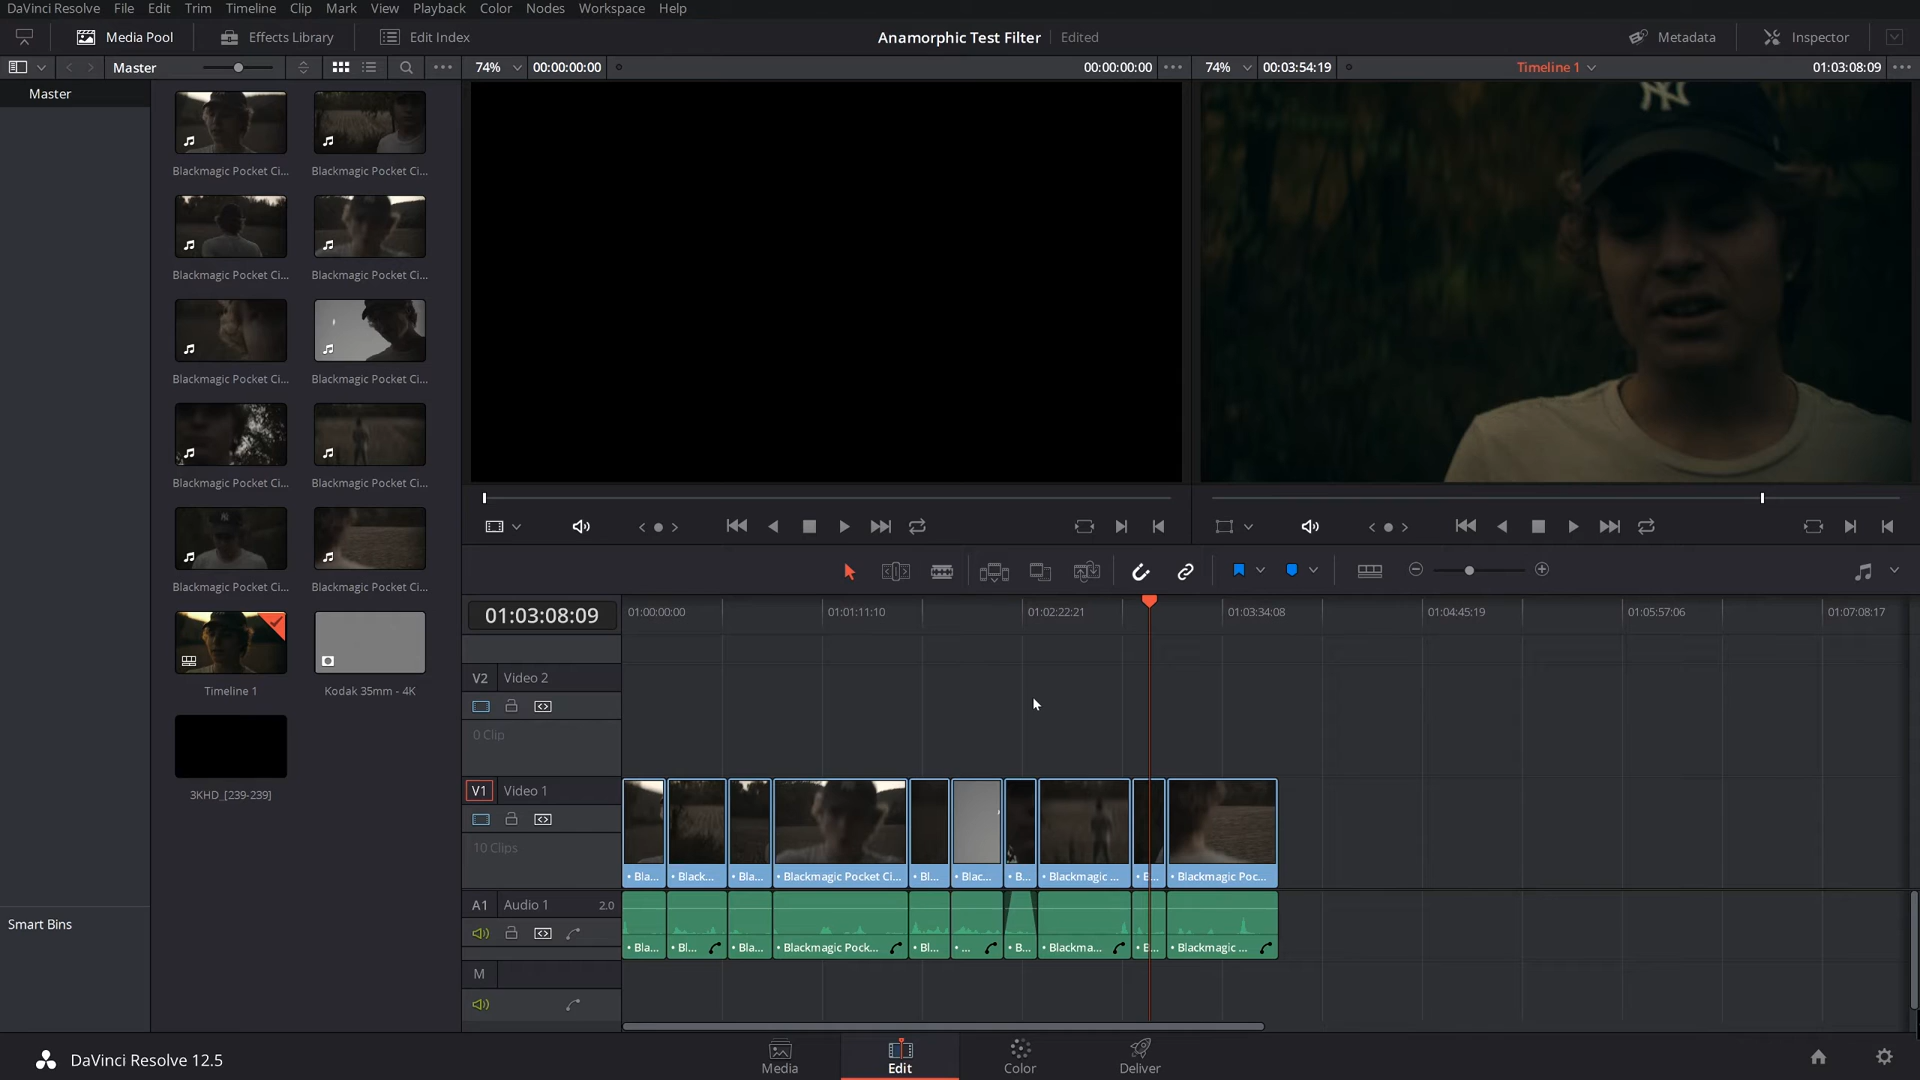 DaVinci Resolve File Edit Trim Timeline Clip Mark View Playback Color Nodes Workspace Help
Media Pool Effects Library Edit Index Anamorphic Test Filter Edited Metadata Inspector
Master 74% 00:00:00:00 00:00:00:00 74% 00:03:54:19 Timeline 1 01:03:08:09
Master
NY
Blackmagic Pocket Ci... Blackmagic Pocket Ci...
Blackmagic Pocket Ci... Blackmagic Pocket Ci...
Blackmagic Pocket Ci... Blackmagic Pocket Ci...
Blackmagic Pocket Ci... Blackmagic Pocket Ci...
Blackmagic Pocket Ci... Blackmagic Pocket Ci...
Timeline 1 Kodak 35mm - 4K
3KHD_[239-239]
Smart Bins
01:03:08:09 01:00:00:00 01:01:11:10 01:02:22:21 01:03:34:08 01:04:45:19 01:05:57:06 01:07:08:17
V2 Video 2
0 Clip
V1 Video 1
10 Clips
• Bla... • Black... • Bla... • Blackmagic Pocket Ci... • Bl... • Blac... • B... • Blackmagic ... • B... • Blackmagic Poc...
A1 Audio 1 2.0
• Bla... • Bl... • Bla... • Blackmagic Pock... • Bl... • ... • B... • Blackma... • B... • Blackmagic ...
M
DaVinci Resolve 12.5 Media Edit Color Deliver